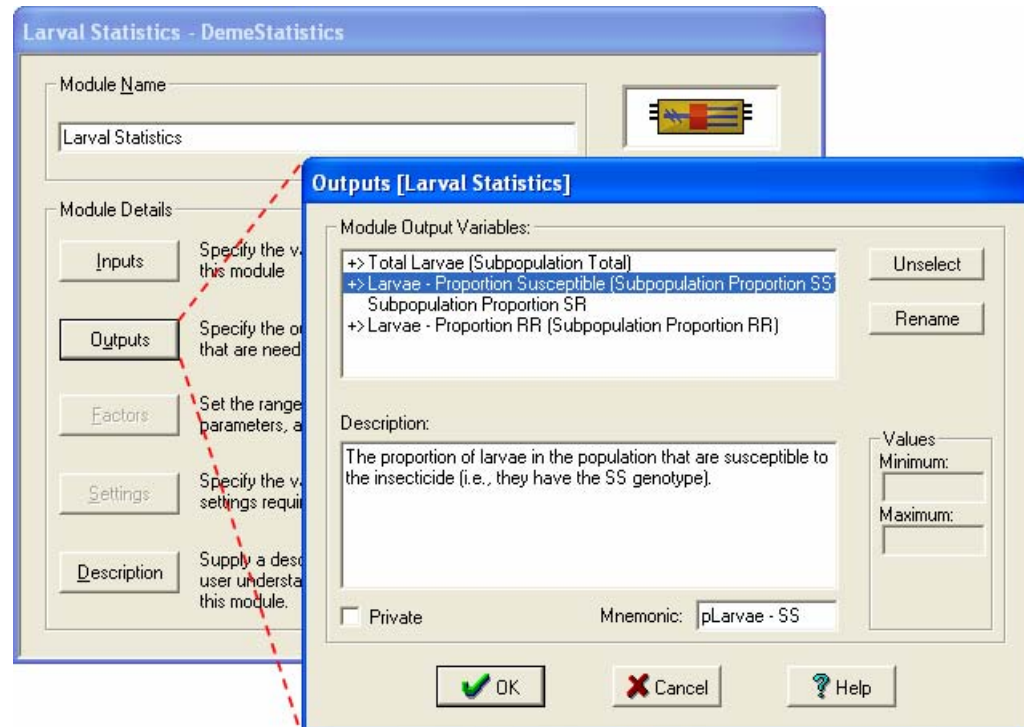 Larval Statistics - DemeStatistics
Module Name
Larval Statistics
Module Details
Inputs
Specify the va
this module
Outputs
Specify the ou
that are need
Factors
Set the range
parameters, a
Settings
Specify the va
settings requir
Description
Supply a desc
user understa
this module.
Outputs [Larval Statistics]
Module Output Variables:
+> Total Larvae (Subpopulation Total)
+> Larvae - Proportion Susceptible (Subpopulation Proportion SS
Subpopulation Proportion SR
+> Larvae - Proportion RR (Subpopulation Proportion RR)
Unselect
Rename
Description:
The proportion of larvae in the population that are susceptible to
the insecticide (i.e., they have the SS genotype).
Values
Minimum:
Maximum:
Private
Mnemonic: pLarvae - SS
OK
Cancel
Help